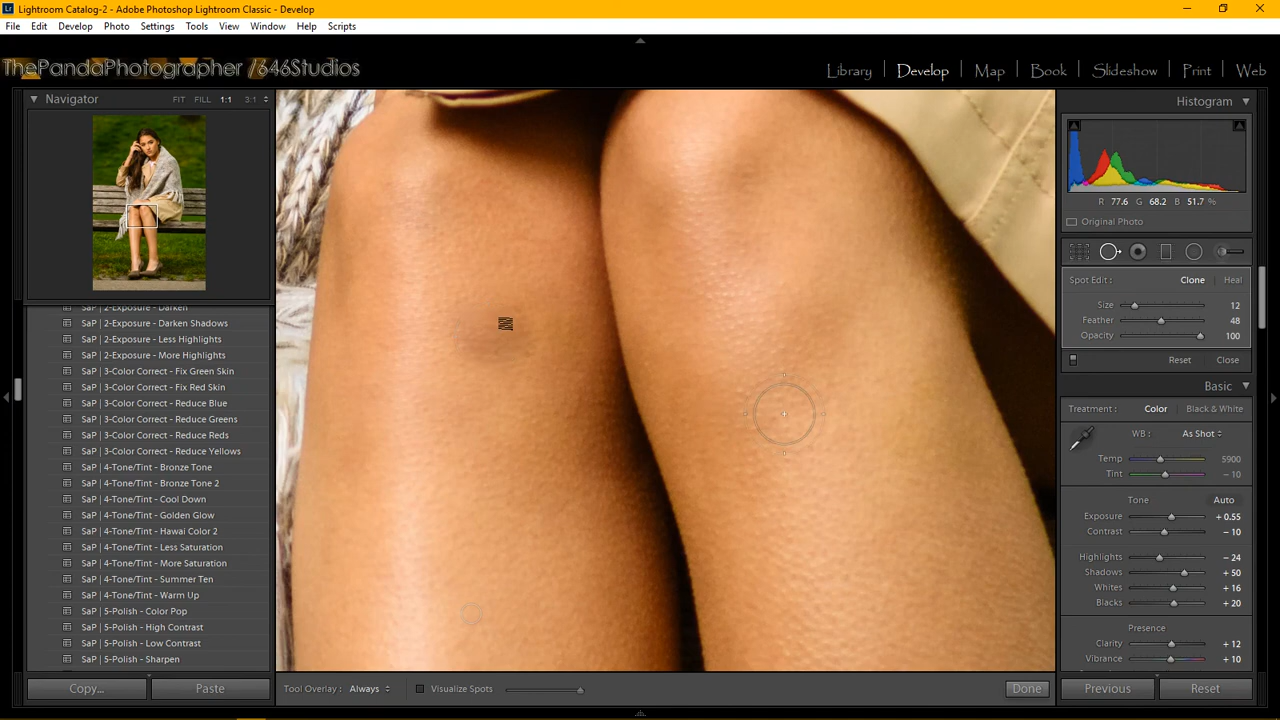 Lightroom Catalog-2 - Adobe Photoshop Lightroom Classic - Develop
File Edit Develop Photo Settings Tools View Window Help Scripts
ThePandaPhotographer /646Studios
Library Develop Map Book Slideshow Print Web
Navigator FIT FILL 1:1 3:1
Histogram
R 77.6 G 68.2 B 51.7 %
Original Photo
Spot Edit : Clone Heal
Size 12
Feather 48
Opacity 100
Reset Close
Basic
Treatment : Color Black & White
WB : As Shot
Temp 5900
Tint - 10
Tone Auto
Exposure + 0.55
Contrast - 10
Highlights - 24
Shadows + 50
Whites + 16
Blacks + 20
Presence
Clarity + 12
Vibrance + 10
SaP | 2-Exposure - Darken
SaP | 2-Exposure - Darken Shadows
SaP | 2-Exposure - Less Highlights
SaP | 2-Exposure - More Highlights
SaP | 3-Color Correct - Fix Green Skin
SaP | 3-Color Correct - Fix Red Skin
SaP | 3-Color Correct - Reduce Blue
SaP | 3-Color Correct - Reduce Greens
SaP | 3-Color Correct - Reduce Reds
SaP | 3-Color Correct - Reduce Yellows
SaP | 4-Tone/Tint - Bronze Tone
SaP | 4-Tone/Tint - Bronze Tone 2
SaP | 4-Tone/Tint - Cool Down
SaP | 4-Tone/Tint - Golden Glow
SaP | 4-Tone/Tint - Hawai Color 2
SaP | 4-Tone/Tint - Less Saturation
SaP | 4-Tone/Tint - More Saturation
SaP | 4-Tone/Tint - Summer Ten
SaP | 4-Tone/Tint - Warm Up
SaP | 5-Polish - Color Pop
SaP | 5-Polish - High Contrast
SaP | 5-Polish - Low Contrast
SaP | 5-Polish - Sharpen
Copy... Paste
Tool Overlay : Always Visualize Spots Done
Previous Reset